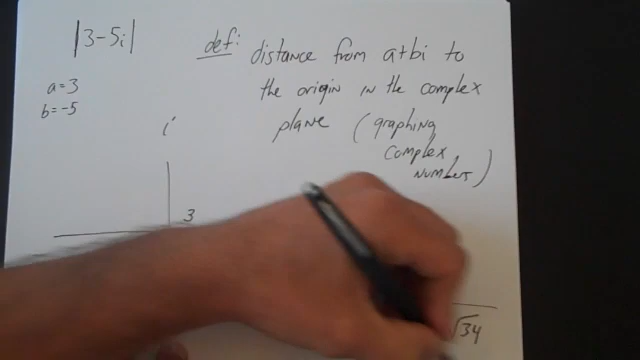 |3-5i|
def: distance from a+bi to
a=3
the origin in the complex
b=-5
plane (graphing
complex
numbers)
i
3
√34